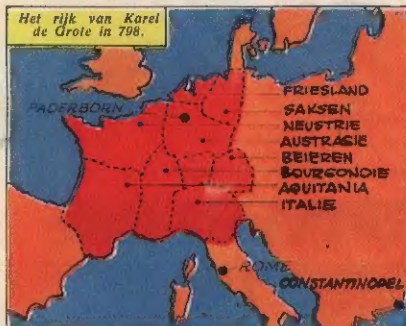 Het rijk van Karel
de Grote in 798.
PADERBORN
FRIESLAND
SAKSEN
NEUSTRIE
AUSTRASIE
BEIEREN
BOURGONDIE
AQUITANIA
ITALIE
ROME
CONSTANTINOPEL